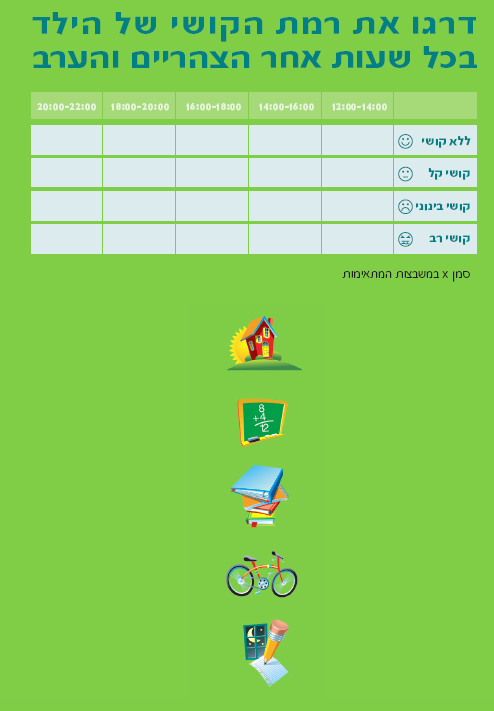 דרגו את רמת הקושי של הילד
בכל שעות אחר הצהריים והערב
12:00-14:00 14:00-16:00 16:00-18:00 18:00-20:00 20:00-22:00
ללא קושי
קושי קל
קושי בינוני
קושי רב
סמן x במשבצות המתאימות
8
+4
12